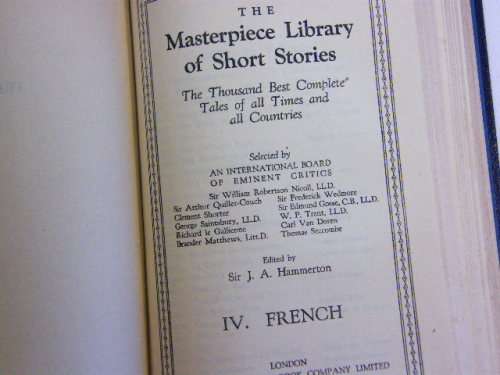 THE
Masterpiece Library
of Short Stories
The Thousand Best Complete
Tales of all Times and
all Countries
Selected by
AN INTERNATIONAL BOARD
OF EMINENT CRITICS
Sir William Robertson Nicoll, LL.D.
Sir Arthur Quiller-Couch Sir Frederick Wedmore
Clement Shorter Sir Edmund Gosse, C.B., LL.D.
George Saintsbury, LL.D. W. P. Trent, LL.D.
Richard le Gallienne Carl Van Doren
Brander Matthews, Litt.D. Thomas Seccombe
Edited by
Sir J. A. Hammerton
IV. FRENCH
LONDON
BOOK COMPANY LIMITED